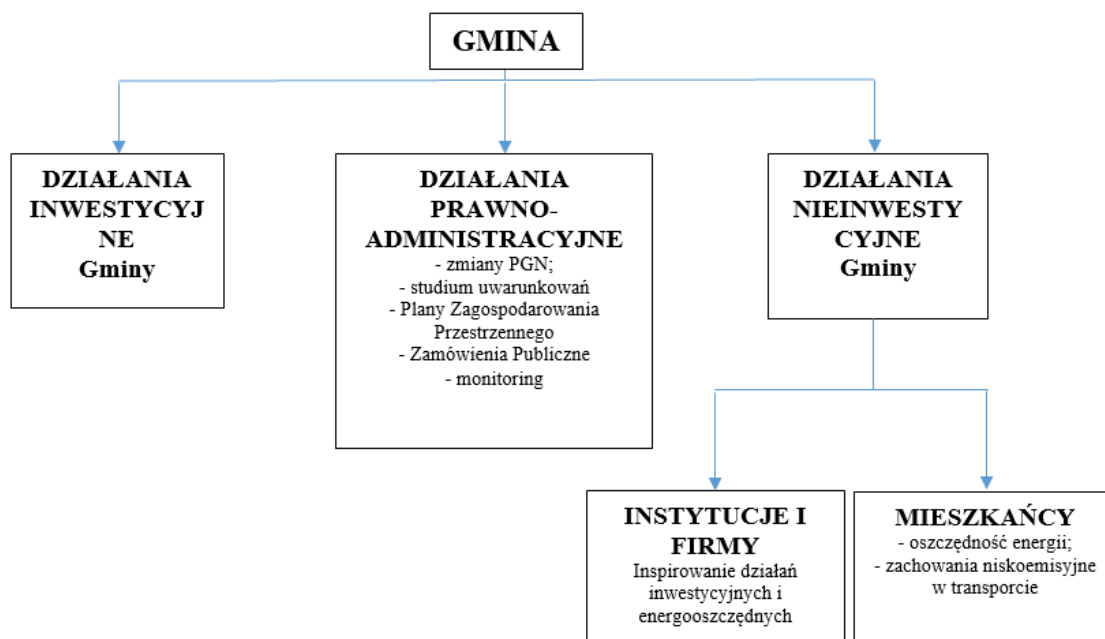 GMINA
DZIAŁANIA
INWESTYCYJ
NE
Gminy
DZIAŁANIA
PRAWNO-
ADMINISTRACYJNE
- zmiany PGN;
- studium uwarunkowań
- Plany Zagospodarowania
Przestrzennego
- Zamówienia Publiczne
- monitoring
DZIAŁANIA
NIEINWESTY
CYJNE
Gminy
INSTYTUCJE I
FIRMY
Inspirowanie działań
inwestycyjnych i
energooszczędnych
MIESZKAŃCY
- oszczędność energii;
- zachowania niskoemisyjne
w transporcie